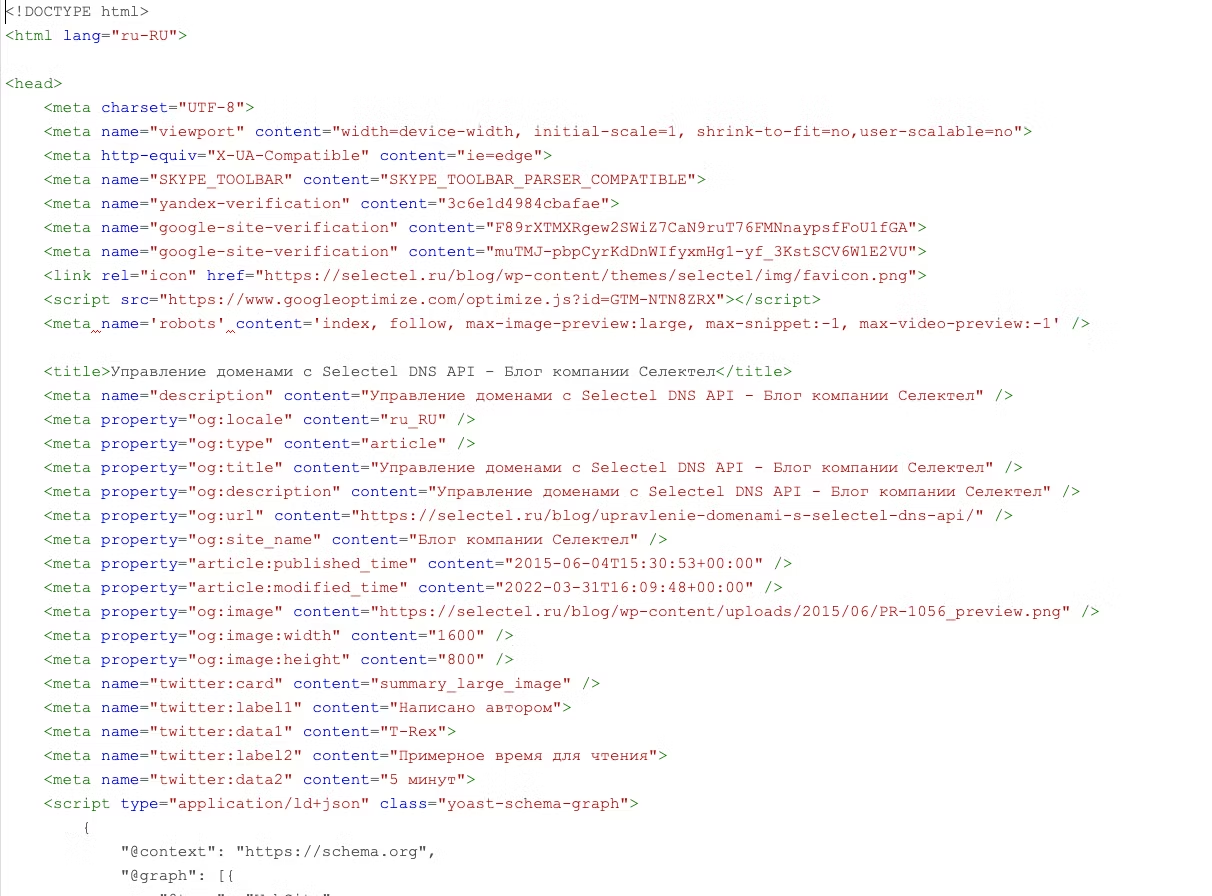 <!DOCTYPE html>
<html lang="ru-RU">
<head>
<meta charset="UTF-8">
<meta name="viewport" content="width=device-width, initial-scale=1, shrink-to-fit=no,user-scalable=no">
<meta http-equiv="X-UA-Compatible" content="ie=edge">
<meta name="SKYPE_TOOLBAR" content="SKYPE_TOOLBAR_PARSER_COMPATIBLE">
<meta name="yandex-verification" content="3c6e1d4984cbafae">
<meta name="google-site-verification" content="F89rXTMXRgew2SWiZ7CaN9ruT76FMNnaypsfFoU1fGA">
<meta name="google-site-verification" content="muTMJ-pbpCyrKdDnWIfyxmHg1-yf_3KstSCV6W1E2VU">
<link rel="icon" href="https://selectel.ru/blog/wp-content/themes/selectel/img/favicon.png">
<script src="https://www.googleoptimize.com/optimize.js?id=GTM-NTN8ZRX"></script>
<meta name='robots' content='index, follow, max-image-preview:large, max-snippet:-1, max-video-preview:-1' />
<title>Управление доменами с Selectel DNS API - Блог компании Селектел</title>
<meta name="description" content="Управление доменами с Selectel DNS API - Блог компании Селектел" />
<meta property="og:locale" content="ru_RU" />
<meta property="og:type" content="article" />
<meta property="og:title" content="Управление доменами с Selectel DNS API - Блог компании Селектел" />
<meta property="og:description" content="Управление доменами с Selectel DNS API - Блог компании Селектел" />
<meta property="og:url" content="https://selectel.ru/blog/upravlenie-domenami-s-selectel-dns-api/" />
<meta property="og:site_name" content="Блог компании Селектел" />
<meta property="article:published_time" content="2015-06-04T15:30:53+00:00" />
<meta property="article:modified_time" content="2022-03-31T16:09:48+00:00" />
<meta property="og:image" content="https://selectel.ru/blog/wp-content/uploads/2015/06/PR-1056_preview.png" />
<meta property="og:image:width" content="1600" />
<meta property="og:image:height" content="800" />
<meta name="twitter:card" content="summary_large_image" />
<meta name="twitter:label1" content="Написано автором">
<meta name="twitter:data1" content="T-Rex">
<meta name="twitter:label2" content="Примерное время для чтения">
<meta name="twitter:data2" content="5 минут">
<script type="application/ld+json" class="yoast-schema-graph">
{
"@context": "https://schema.org",
"@graph": [{